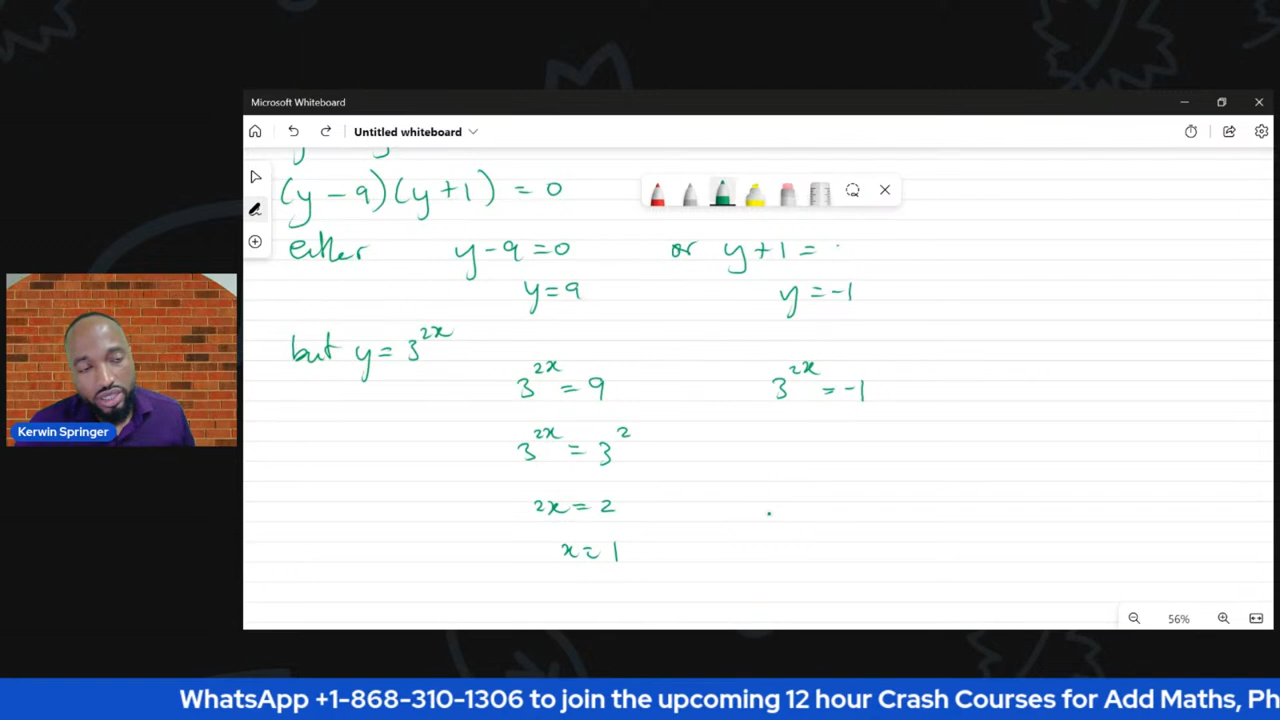 Microsoft Whiteboard
Untitled whiteboard
(y - 9)(y + 1) = 0
either y - 9 = 0 or y + 1 =
y = 9 y = -1
but y = 3^{2x}
3^{2x} = 9 3^{2x} = -1
3^{2x} = 3^2
2x = 2
x = 1
Kerwin Springer
56%
WhatsApp +1-868-310-1306 to join the upcoming 12 hour Crash Courses for Add Maths, Ph